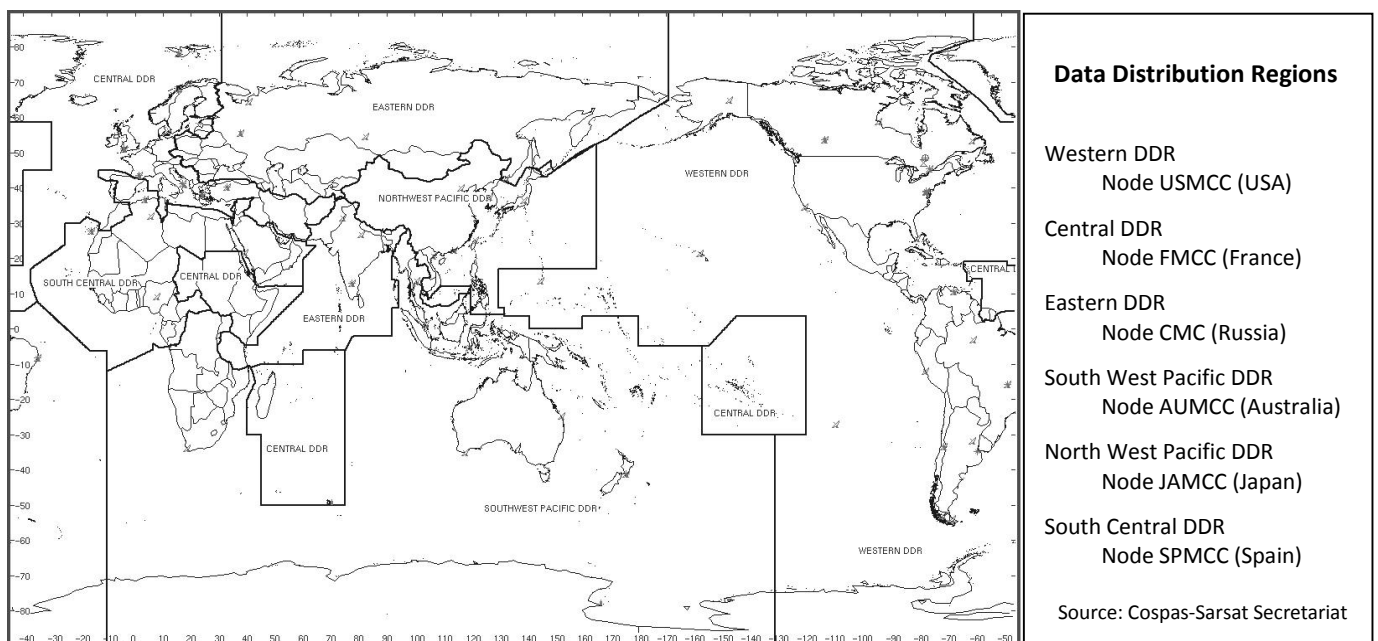 80
70
60
50
40
30
20
10
0
-10
-20
-30
-40
-50
-60
-70
-80
CENTRAL DDR
EASTERN DDR
WESTERN DDR
NORTHWEST PACIFIC DDR
CENTRAL DDR
SOUTH CENTRAL DDR
CENTRAL D
EASTERN DDR
CENTRAL DDR
CENTRAL DDR
SOUTHWEST PACIFIC DDR
WESTERN DDR
-40 -30 -20 -10 0 10 20 30 40 50 60 70 80 90 100 110 120 130 140 150 160 170 180 -170 -160 -150 -140 -130 -120 -110 -100 -90 -80 -70 -60 -50
Data Distribution Regions
Western DDR
Node USMCC (USA)
Central DDR
Node FMCC (France)
Eastern DDR
Node CMC (Russia)
South West Pacific DDR
Node AUMCC (Australia)
North West Pacific DDR
Node JAMCC (Japan)
South Central DDR
Node SPMCC (Spain)
Source: Cospas-Sarsat Secretariat